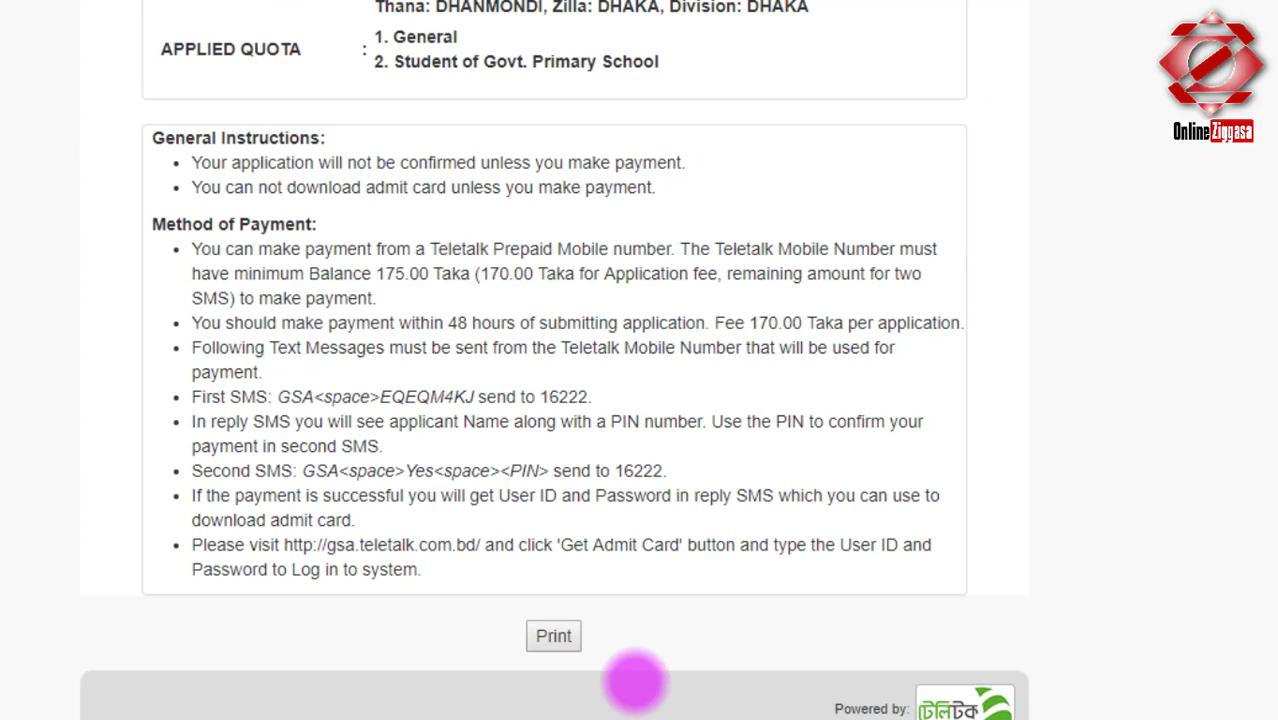 Thana: DHANMONDI, Zilla: DHAKA, Division: DHAKA
APPLIED QUOTA : 1. General
2. Student of Govt. Primary School
OnlineZiggasa
General Instructions:
• Your application will not be confirmed unless you make payment.
• You can not download admit card unless you make payment.
Method of Payment:
• You can make payment from a Teletalk Prepaid Mobile number. The Teletalk Mobile Number must
have minimum Balance 175.00 Taka (170.00 Taka for Application fee, remaining amount for two
SMS) to make payment.
• You should make payment within 48 hours of submitting application. Fee 170.00 Taka per application.
• Following Text Messages must be sent from the Teletalk Mobile Number that will be used for
payment.
• First SMS: GSA<space>EQEQM4KJ send to 16222.
• In reply SMS you will see applicant Name along with a PIN number. Use the PIN to confirm your
payment in second SMS.
• Second SMS: GSA<space>Yes<space><PIN> send to 16222.
• If the payment is successful you will get User ID and Password in reply SMS which you can use to
download admit card.
• Please visit http://gsa.teletalk.com.bd/ and click 'Get Admit Card' button and type the User ID and
Password to Log in to system.
Print
Powered by: টেলিটক